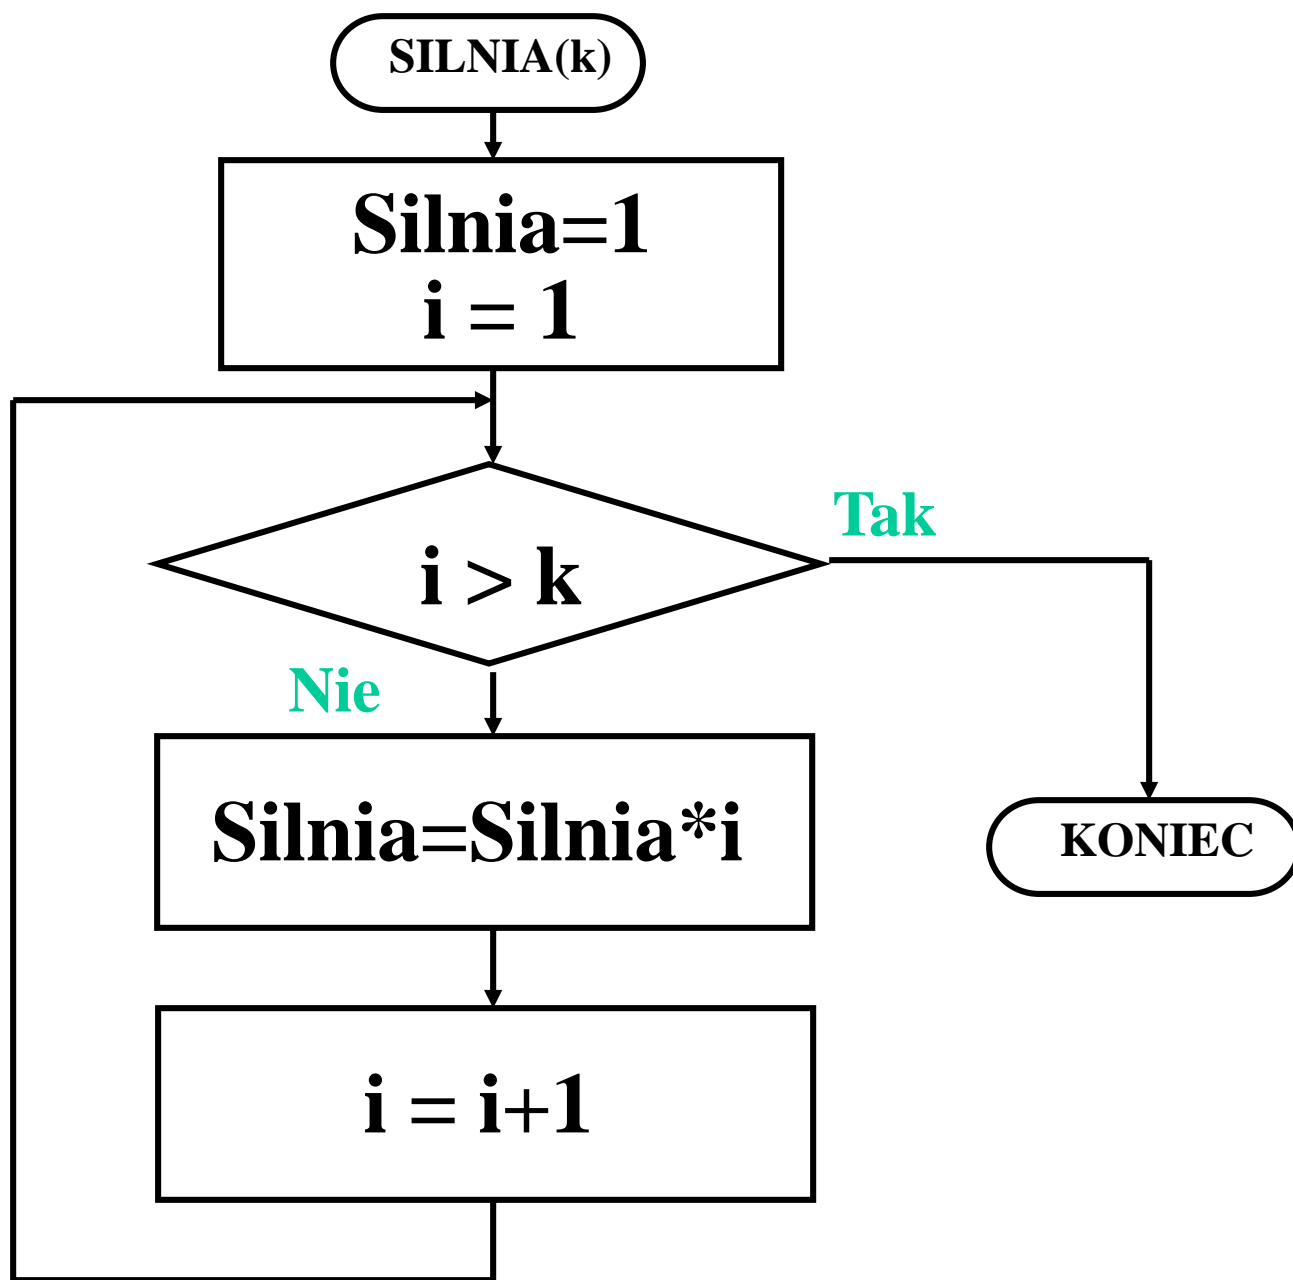 SILNIA(k)
Silnia=1
i = 1
Tak
i > k
Nie
Silnia=Silnia*i
KONIEC
i = i+1